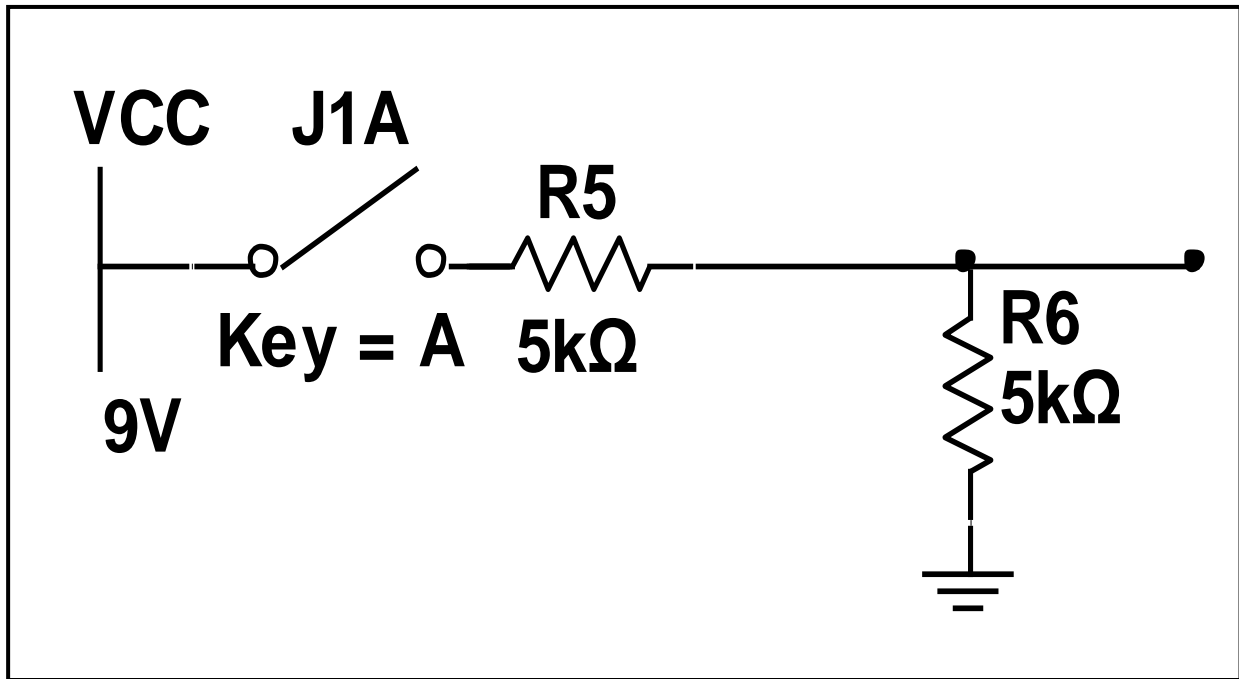 VCC J1A
R5
Key = A 5kΩ
9V
R6
5kΩ